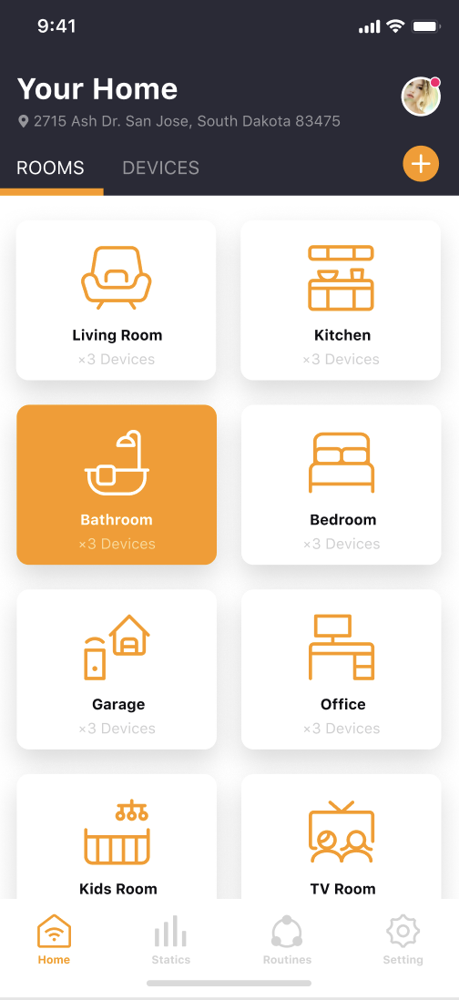 9:41
Your Home
2715 Ash Dr. San Jose, South Dakota 83475
ROOMS DEVICES
Living Room Kitchen
×3 Devices ×3 Devices
Bathroom Bedroom
×3 Devices ×3 Devices
Garage Office
×3 Devices ×3 Devices
Kids Room TV Room
Home Statics Routines Setting